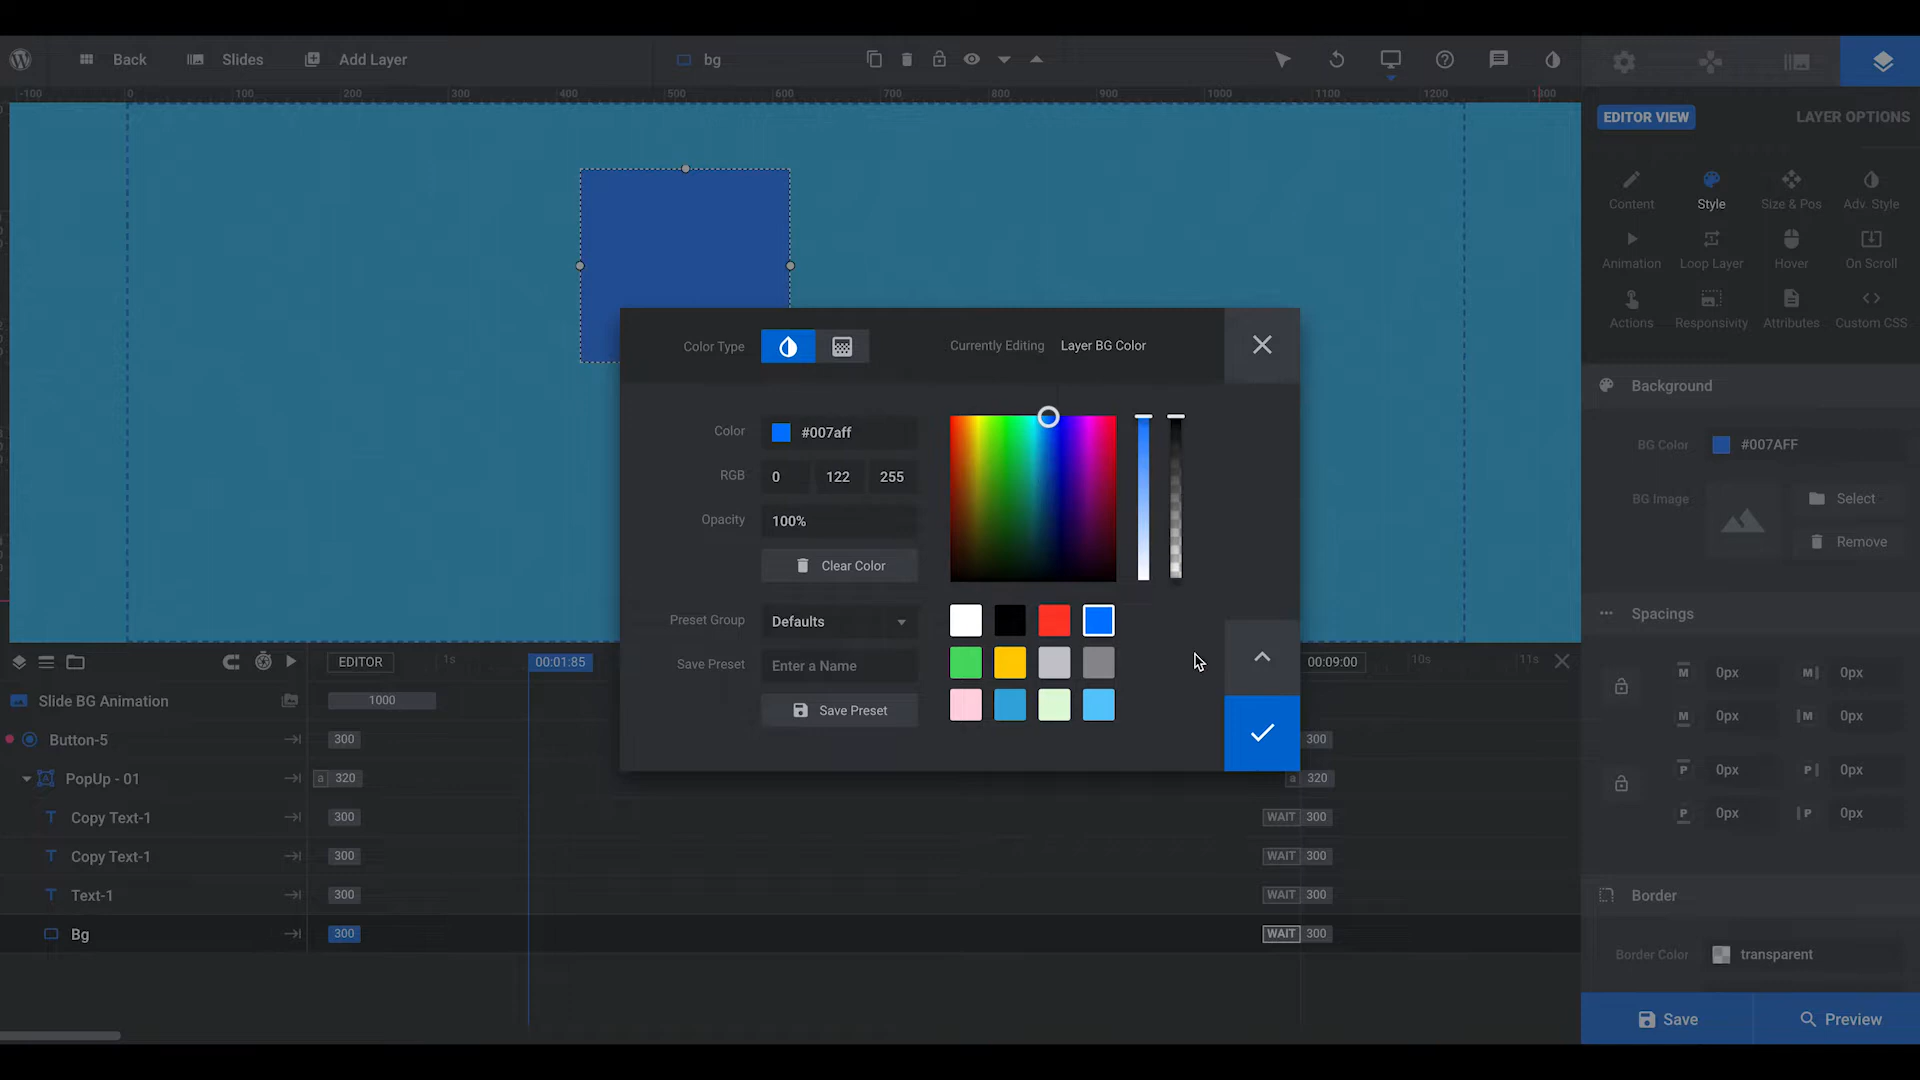 Back
Slides
Add Layer
bg
-100 0 100 200 300 400 500 600 700 800 900 1000 1100 1200 1300
EDITOR VIEW
LAYER OPTIONS
Content
Style
Size & Pos
Adv. Style
Animation
Loop Layer
Hover
On Scroll
Actions
Responsivity
Attributes
Custom CSS
Background
BG Color
#007AFF
BG Image
Select
Remove
Spacings
M 0px M 0px
M 0px M 0px
P 0px P 0px
P 0px P 0px
Border
Border Color
transparent
Save
Preview
Color Type
Currently Editing Layer BG Color
Color
#007aff
RGB
0
122
255
Opacity
100%
Clear Color
Preset Group
Defaults
Save Preset
Enter a Name
Save Preset
EDITOR
1s
00:01:85
00:09:00
10s
11s
Slide BG Animation
1000
Button-5
300
300
PopUp - 01
a 320
a 320
Copy Text-1
300
WAIT 300
Copy Text-1
300
WAIT 300
Text-1
300
WAIT 300
Bg
300
WAIT 300